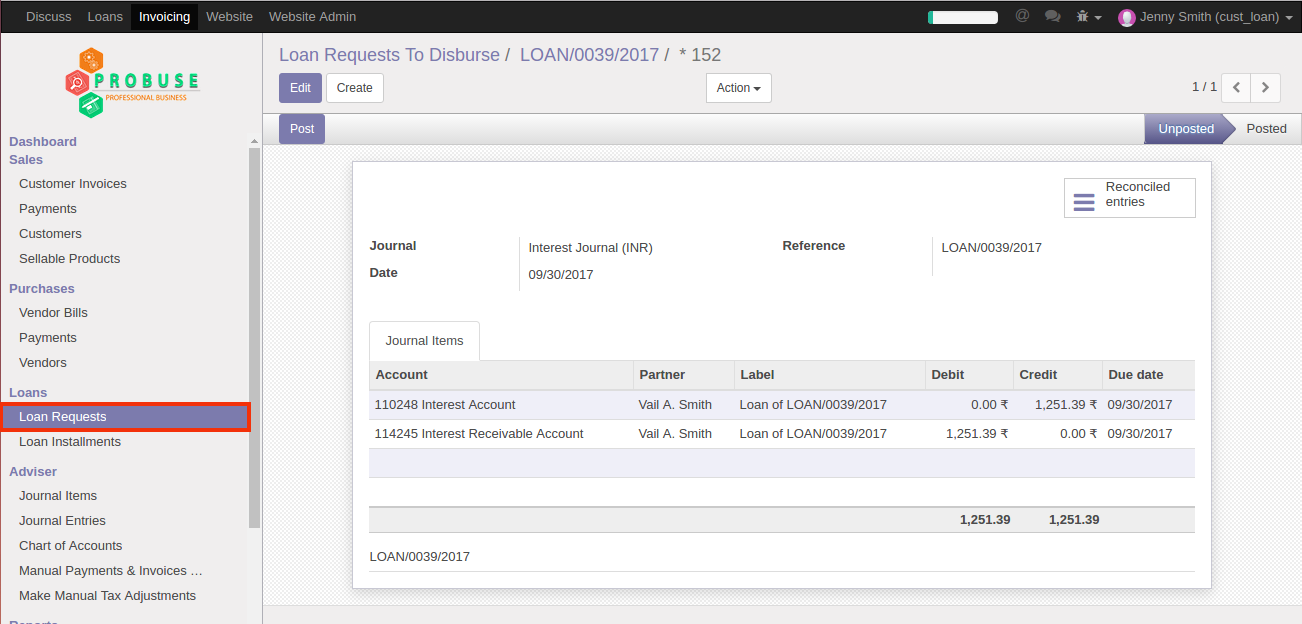 Discuss Loans Invoicing Website Website Admin @ Jenny Smith (cust_loan)
PROBUSE
PROFESSIONAL BUSINESS
Dashboard
Sales
Customer Invoices
Payments
Customers
Sellable Products
Purchases
Vendor Bills
Payments
Vendors
Loans
Loan Requests
Loan Installments
Adviser
Journal Items
Journal Entries
Chart of Accounts
Manual Payments & Invoices ...
Make Manual Tax Adjustments
Loan Requests To Disburse / LOAN/0039/2017 / * 152
Edit Create Action 1 / 1
Post Unposted Posted
Reconciled
entries
Journal Interest Journal (INR) Reference LOAN/0039/2017
Date 09/30/2017
Journal Items
Account Partner Label Debit Credit Due date
110248 Interest Account Vail A. Smith Loan of LOAN/0039/2017 0.00 ₹ 1,251.39 ₹ 09/30/2017
114245 Interest Receivable Account Vail A. Smith Loan of LOAN/0039/2017 1,251.39 ₹ 0.00 ₹ 09/30/2017
1,251.39 1,251.39
LOAN/0039/2017